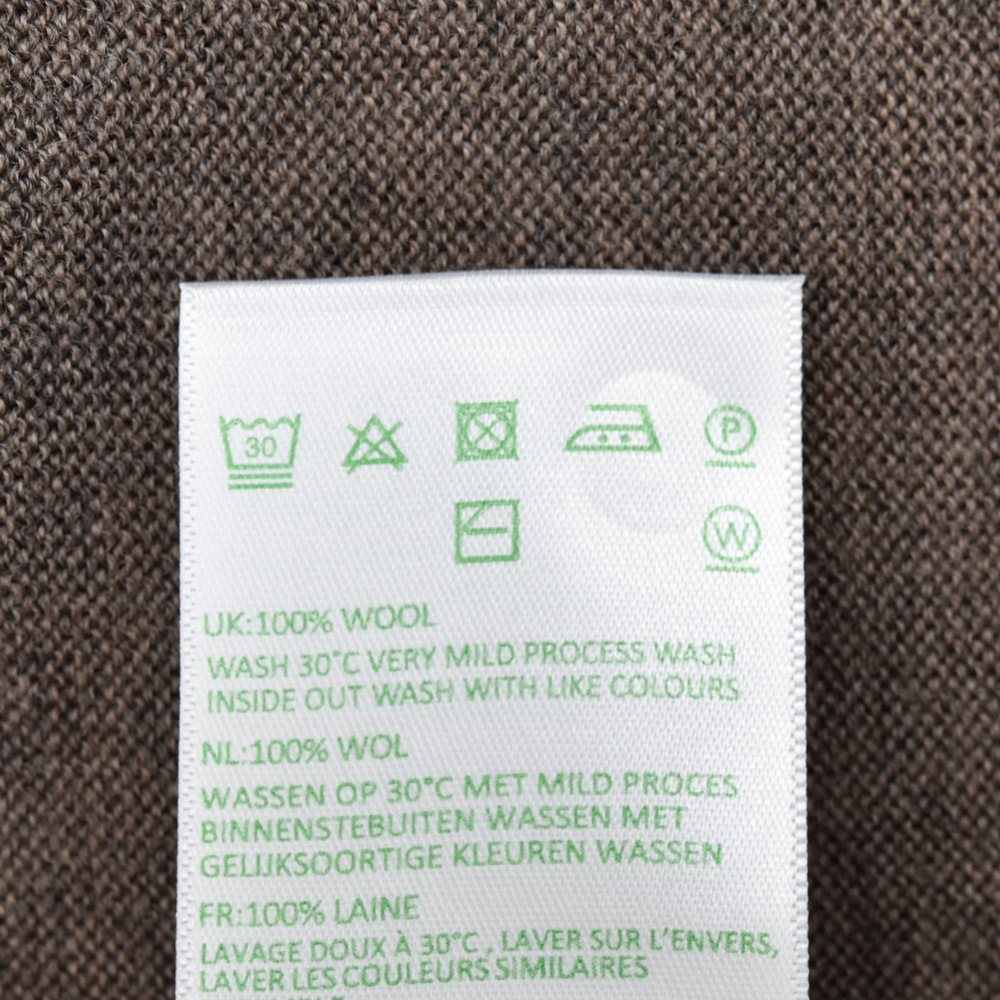 30
P
W
UK:100% WOOL
WASH 30°C VERY MILD PROCESS WASH
INSIDE OUT WASH WITH LIKE COLOURS
NL:100% WOL
WASSEN OP 30°C MET MILD PROCES
BINNENSTEBUITEN WASSEN MET
GELIJKSOORTIGE KLEUREN WASSEN
FR:100% LAINE
LAVAGE DOUX À 30°C, LAVER SUR L'ENVERS,
LAVER LES COULEURS SIMILAIRES